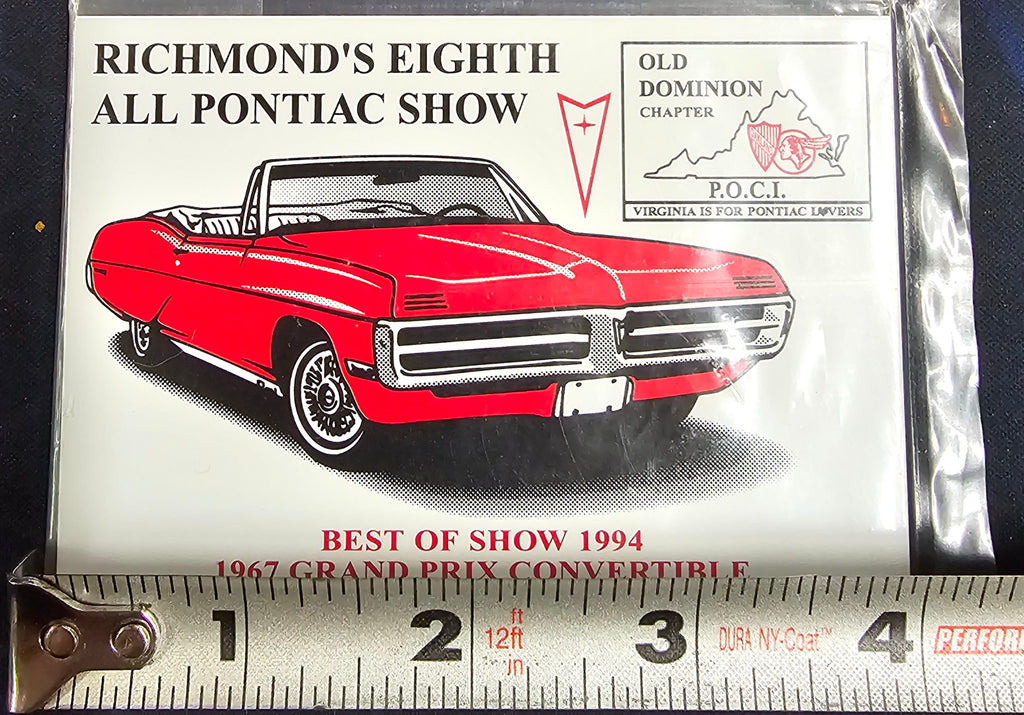 RICHMOND'S EIGHTH
ALL PONTIAC SHOW
OLD
DOMINION
CHAPTER
P.O.C.I.
VIRGINIA IS FOR PONTIAC LOVERS
BEST OF SHOW 1994
1967 GRAND PRIX CONVERTIBLE
1 2 3 4
ft
12ft
in
DURA NY-Coat™
PERFOR